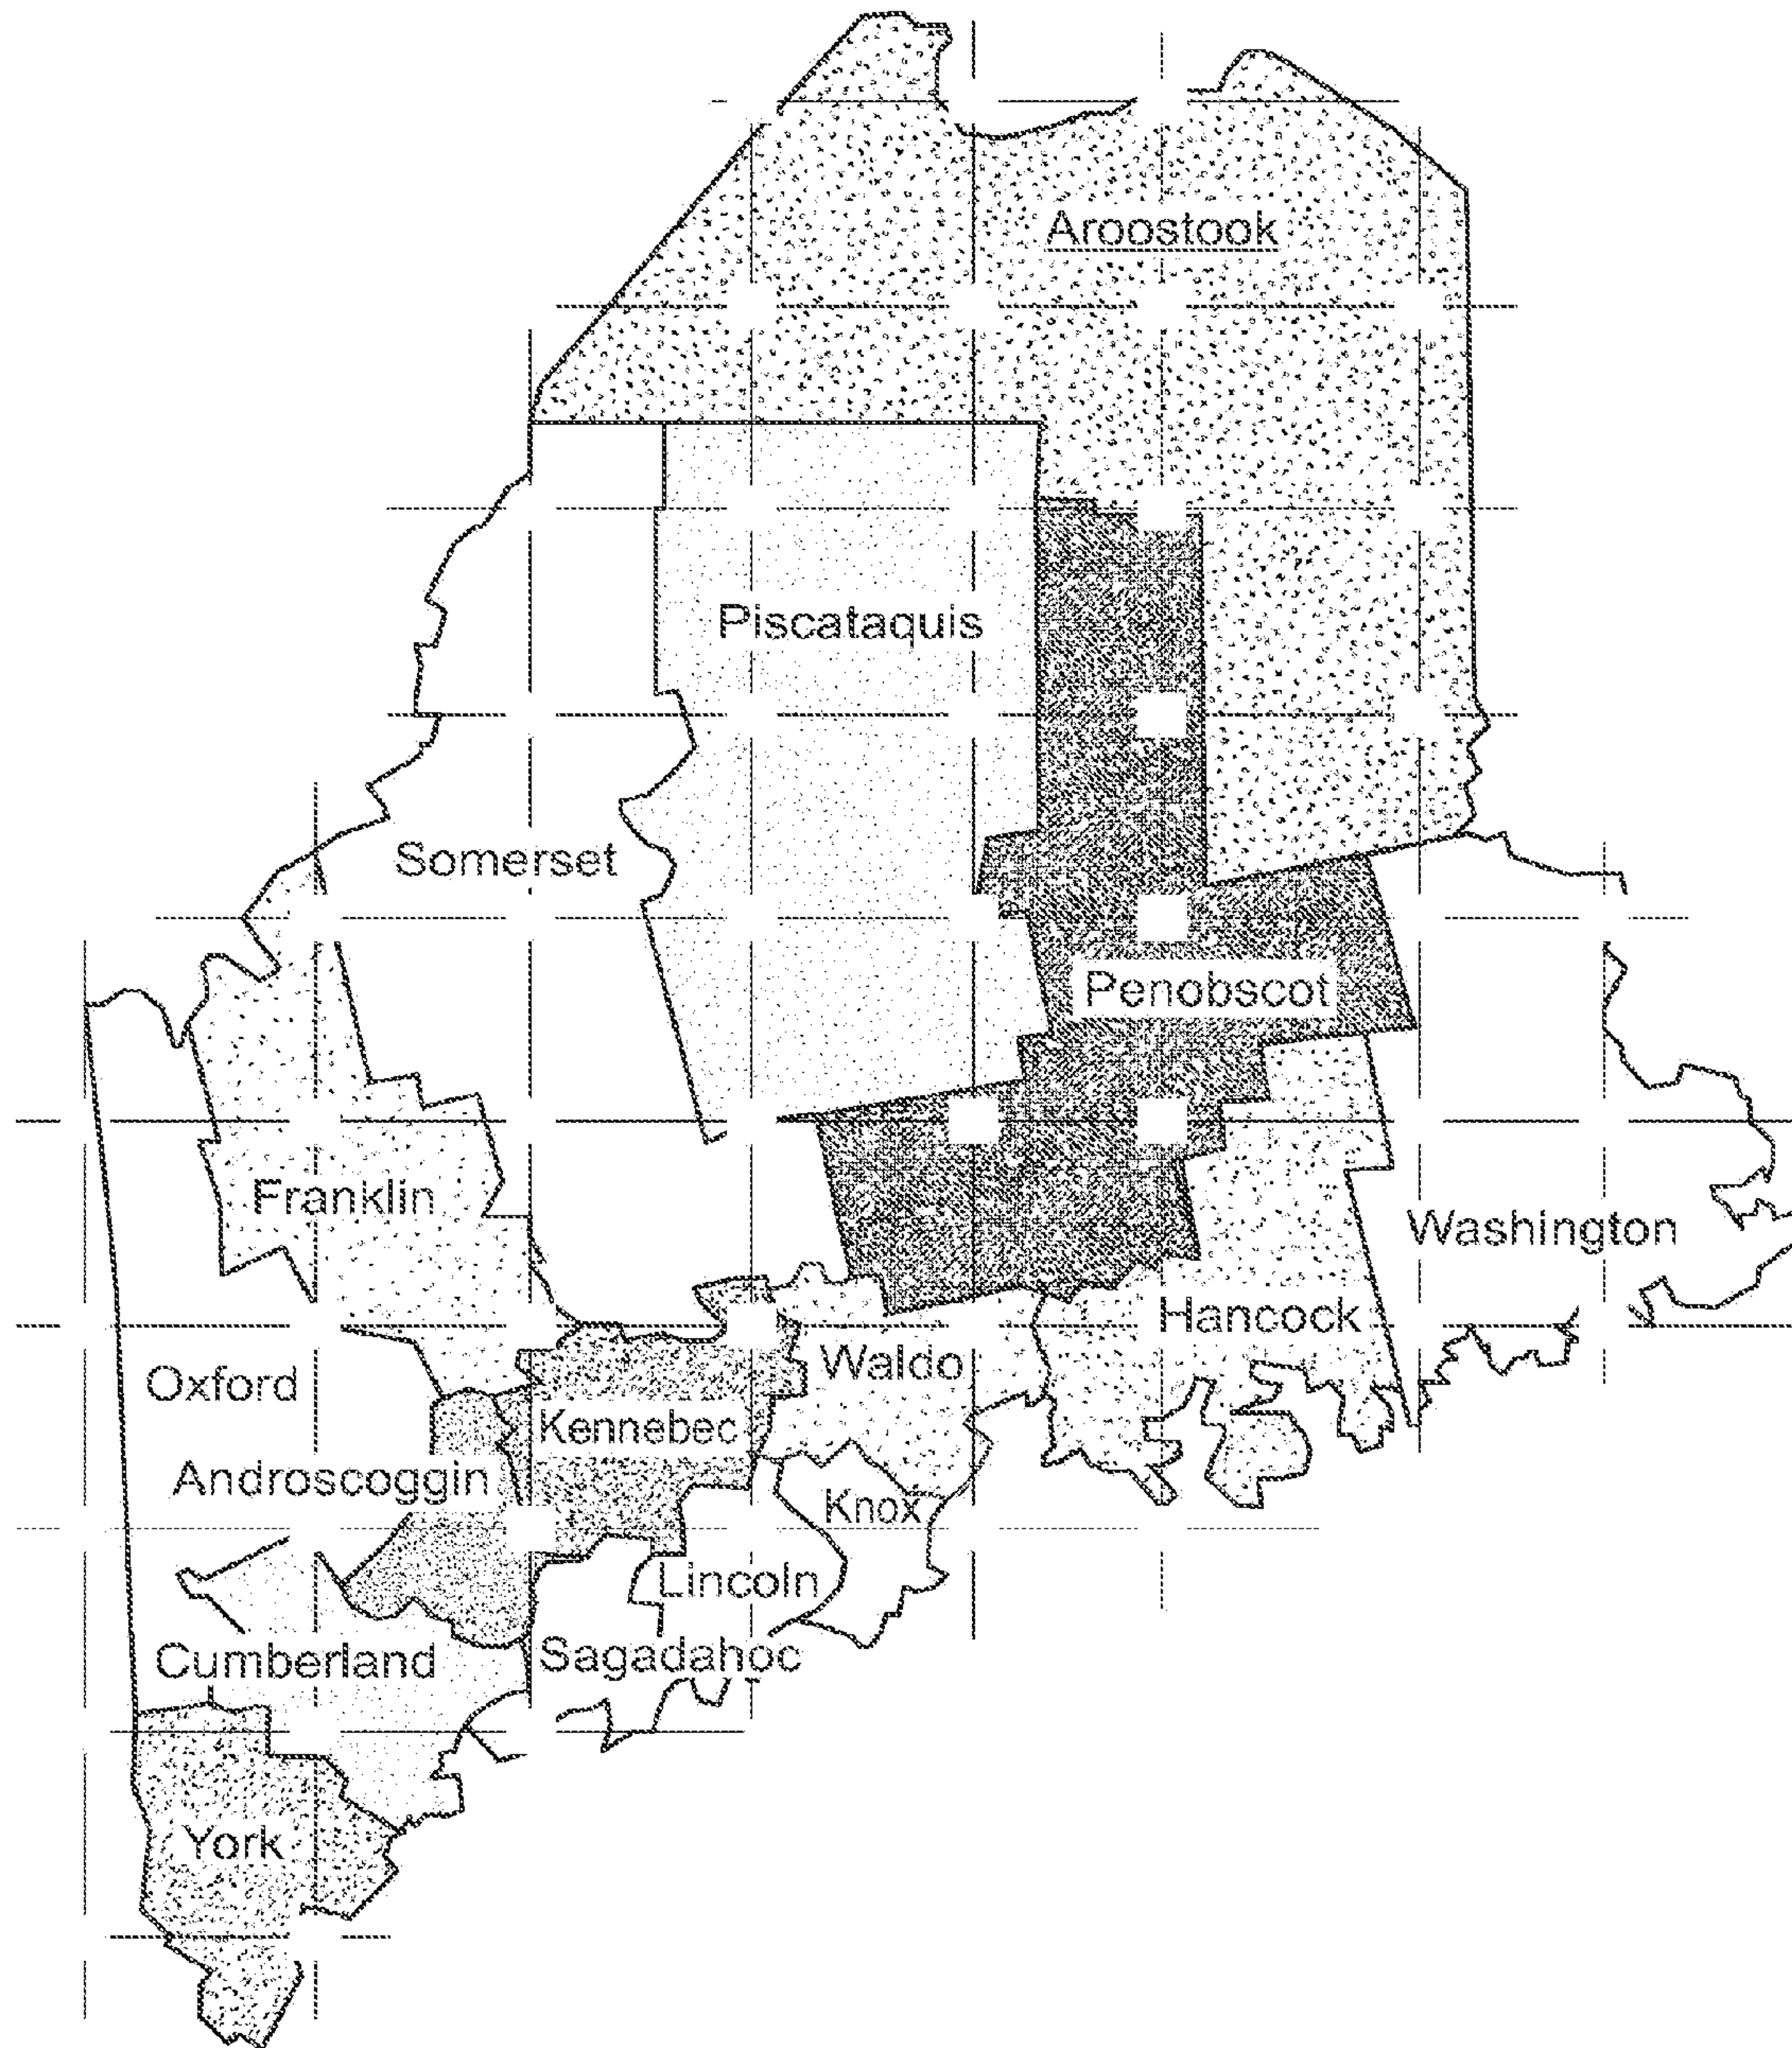 Aroostook
Piscataquis
Somerset
Penobscot
Franklin
Washington
Hancock
Waldo
Oxford
Kennebec
Androscoggin
Knox
Lincoln
Sagadahoc
Cumberland
York